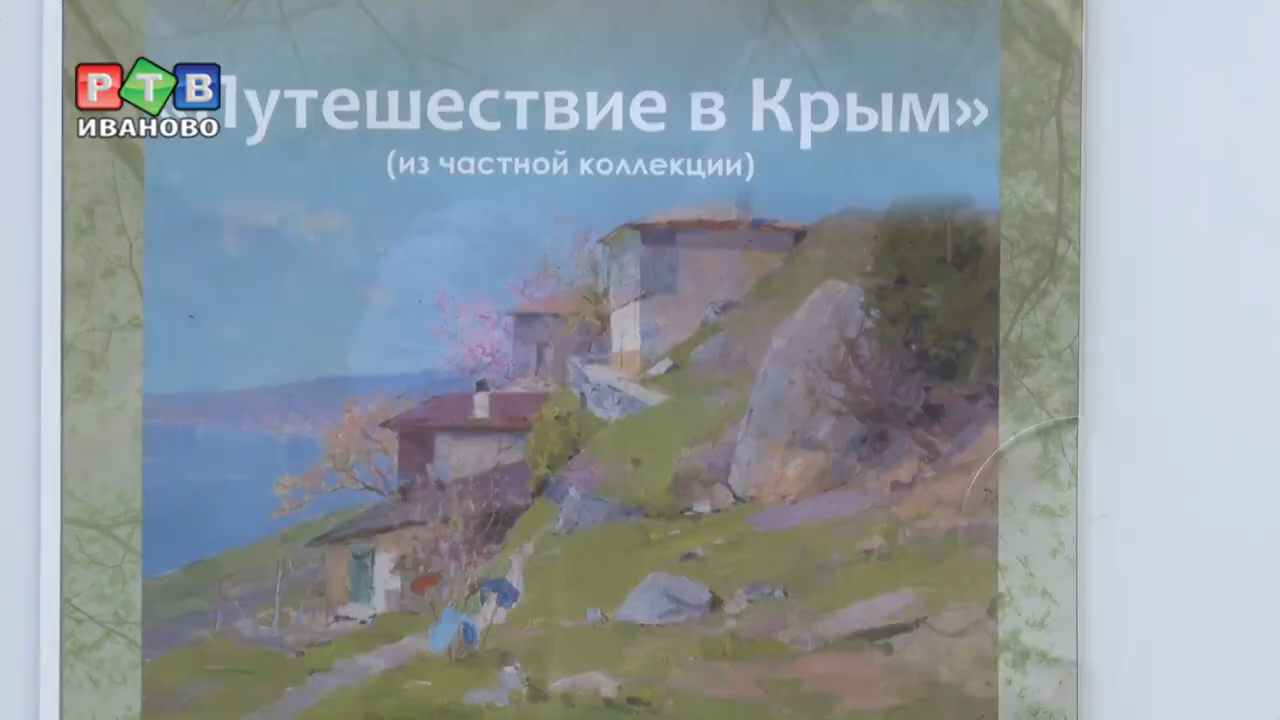 РТВ
ИВАНОВО
«Путешествие в Крым»
(из частной коллекции)